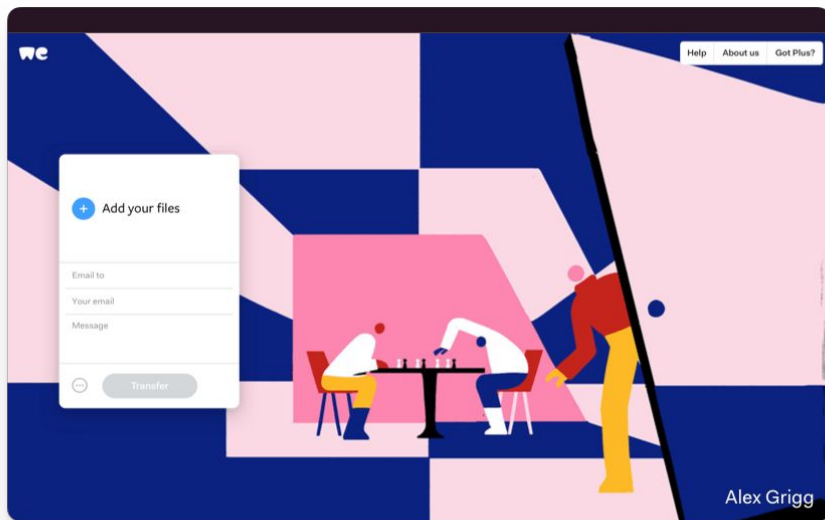 we
Help About us Got Plus?
Add your files
Email to
Your email
Message
Transfer
Alex Grigg